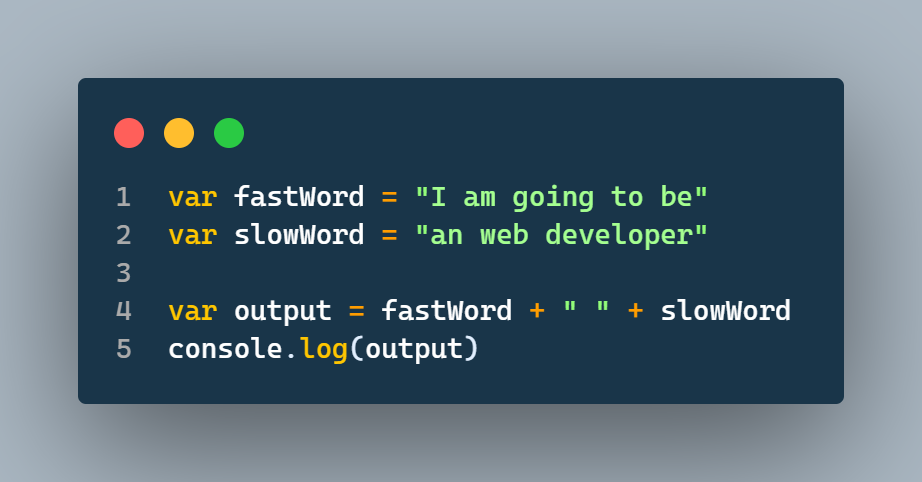 1 var fastWord = "I am going to be"
2 var slowWord = "an web developer"
3
4 var output = fastWord + " " + slowWord
5 console.log(output)